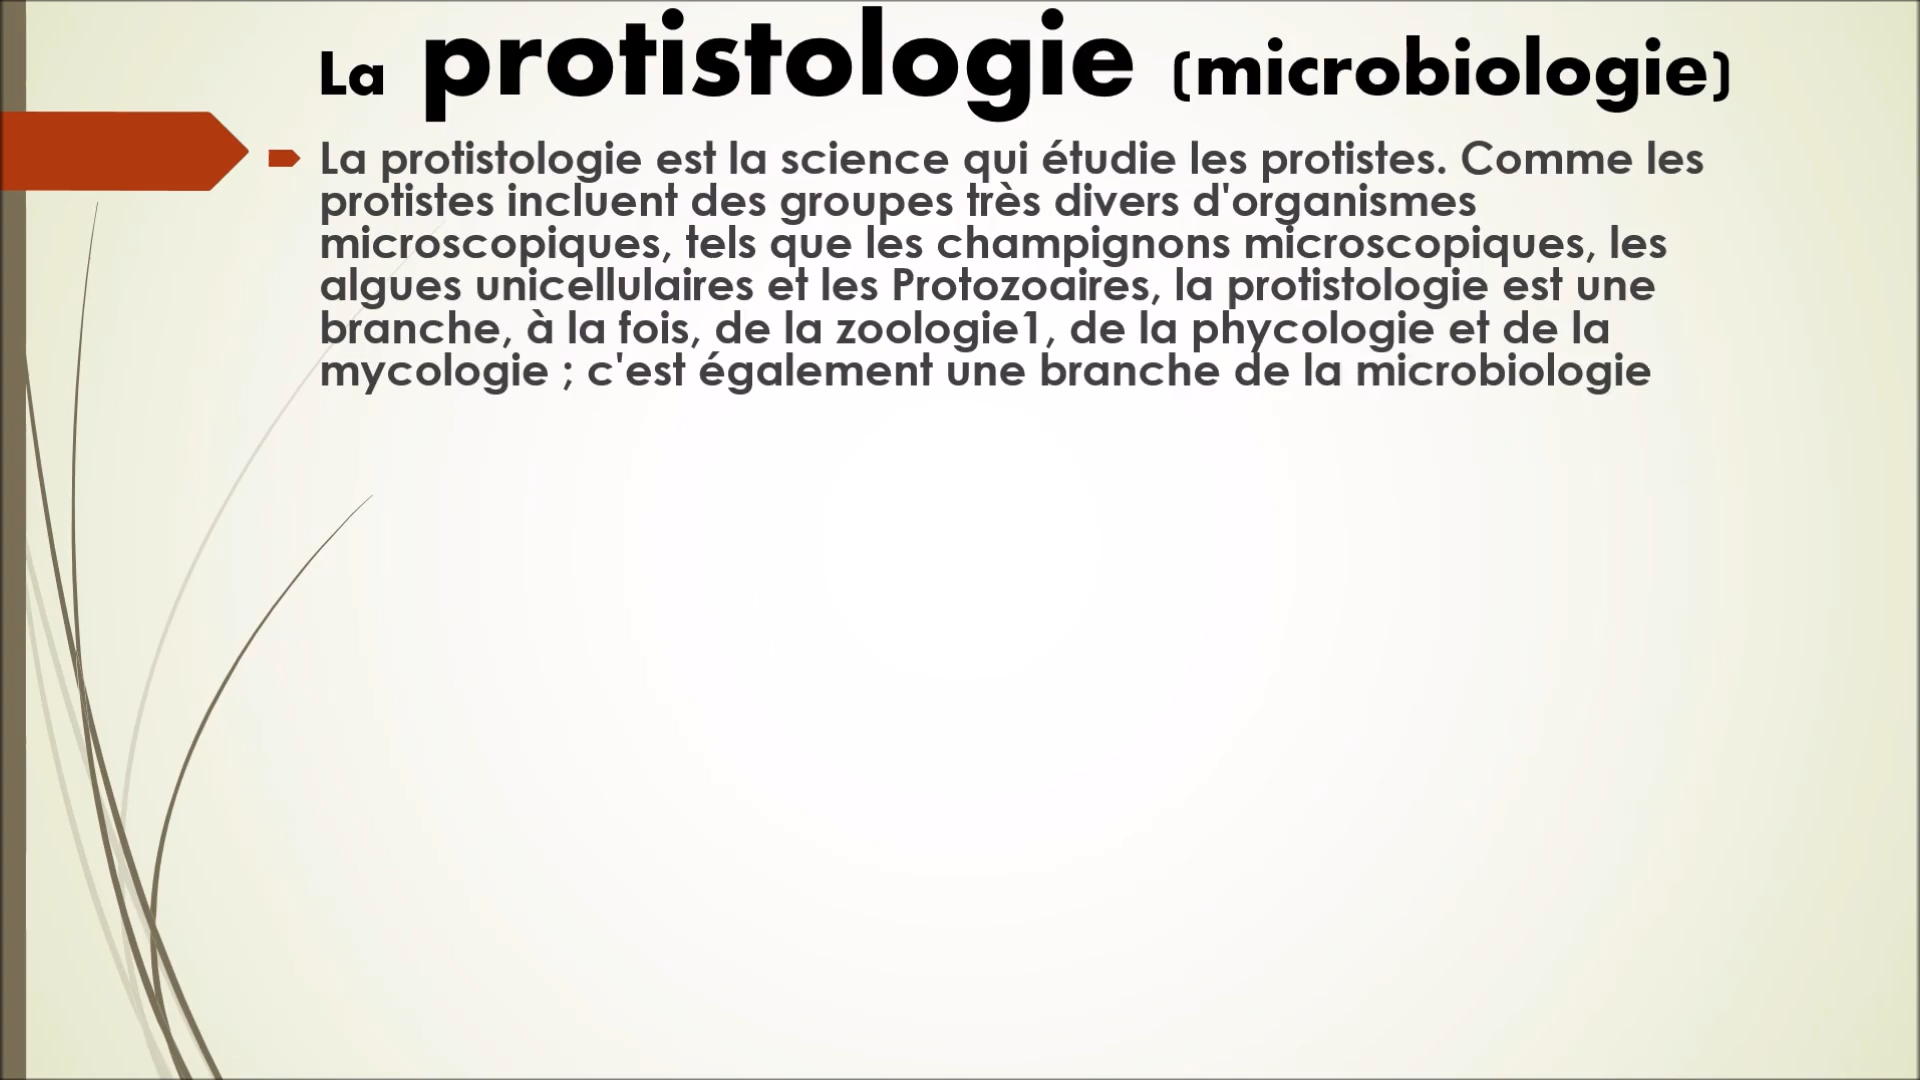 La protistologie (microbiologie)
La protistologie est la science qui étudie les protistes. Comme les
protistes incluent des groupes très divers d'organismes
microscopiques, tels que les champignons microscopiques, les
algues unicellulaires et les Protozoaires, la protistologie est une
branche, à la fois, de la zoologie1, de la phycologie et de la
mycologie ; c'est également une branche de la microbiologie